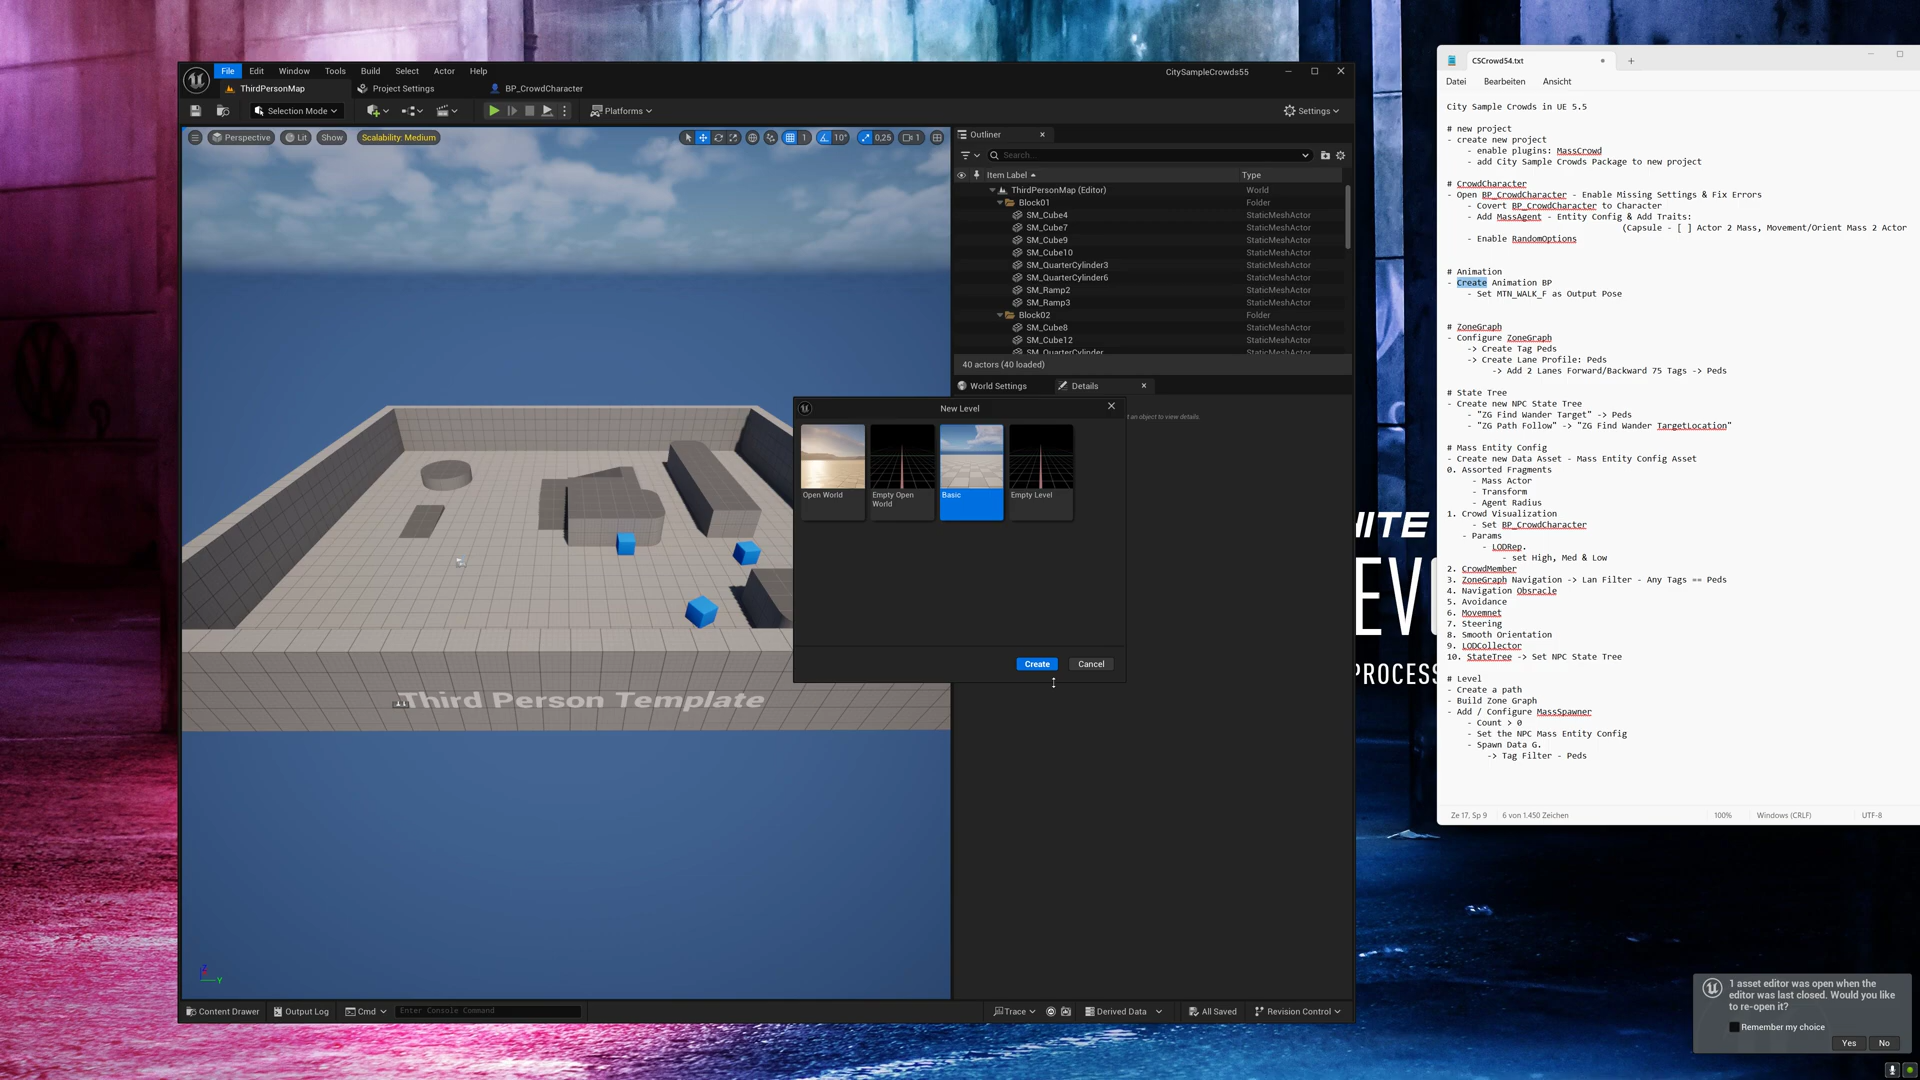 File Edit Window Tools Build Select Actor Help
CitySampleCrowds55
ThirdPersonMap
Project Settings
BP_CrowdCharacter
Selection Mode
Platforms
Settings
Perspective
Lit
Show
Scalability: Medium
1
10°
0,25
1
Outliner
Search...
Item Label
Type
ThirdPersonMap (Editor) World
Block01 Folder
SM_Cube4 StaticMeshActor
SM_Cube7 StaticMeshActor
SM_Cube9 StaticMeshActor
SM_Cube10 StaticMeshActor
SM_QuarterCylinder3 StaticMeshActor
SM_QuarterCylinder6 StaticMeshActor
SM_Ramp2 StaticMeshActor
SM_Ramp3 StaticMeshActor
Block02 Folder
SM_Cube8 StaticMeshActor
SM_Cube12 StaticMeshActor
SM_QuarterCylinder StaticMeshActor
40 actors (40 loaded)
World Settings
Details
t an object to view details.
New Level
Open World
Empty Open
World
Basic
Empty Level
Create
Cancel
Third Person Template
Z
Y
Content Drawer
Output Log
Cmd
Enter Console Command
Trace
Derived Data
All Saved
Revision Control
CSCrowd54.txt
Datei Bearbeiten Ansicht
City Sample Crowds in UE 5.5
# new project
- create new project
- enable plugins: MassCrowd
- add City Sample Crowds Package to new project
# CrowdCharacter
- Open BP_CrowdCharacter - Enable Missing Settings & Fix Errors
- Covert BP_CrowdCharacter to Character
- Add MassAgent - Entity Config & Add Traits:
(Capsule - [ ] Actor 2 Mass, Movement/Orient Mass 2 Actor
- Enable RandomOptions
# Animation
- Create Animation BP
- Set MTN_WALK_F as Output Pose
# ZoneGraph
- Configure ZoneGraph
-> Create Tag Peds
-> Create Lane Profile: Peds
-> Add 2 Lanes Forward/Backward 75 Tags -> Peds
# State Tree
- Create new NPC State Tree
- "ZG Find Wander Target" -> Peds
- "ZG Path Follow" -> "ZG Find Wander TargetLocation"
# Mass Entity Config
- Create new Data Asset - Mass Entity Config Asset
0. Assorted Fragments
- Mass Actor
- Transform
- Agent Radius
1. Crowd Visualization
- Set BP_CrowdCharacter
- Params
- LODRep.
- set High, Med & Low
2. CrowdMember
3. ZoneGraph Navigation -> Lan Filter - Any Tags == Peds
4. Navigation Obsracle
5. Avoidance
6. Movemnet
7. Steering
8. Smooth Orientation
9. LODCollector
10. StateTree -> Set NPC State Tree
# Level
- Create a path
- Build Zone Graph
- Add / Configure MassSpawner
- Count > 0
- Set the NPC Mass Entity Config
- Spawn Data G.
-> Tag Filter - Peds
Ze 17, Sp 9
6 von 1.450 Zeichen
100%
Windows (CRLF)
UTF-8
EV
PROCESS
1 asset editor was open when the
editor was last closed. Would you like
to re-open it?
Remember my choice
Yes
No